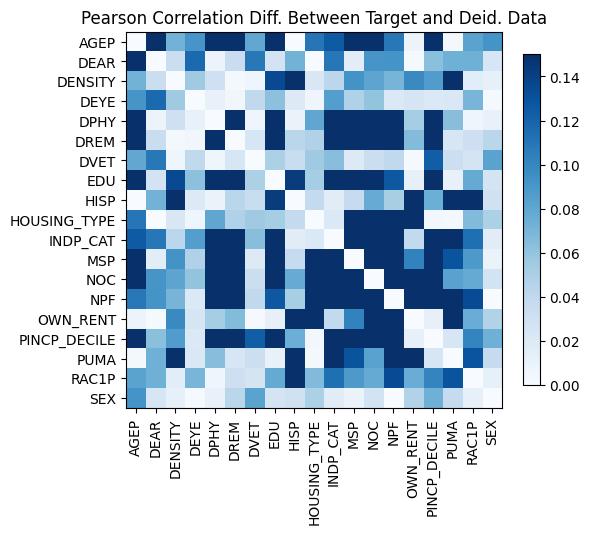 Pearson Correlation Diff. Between Target and Deid. Data
AGEP
DEAR
DENSITY
DEYE
DPHY
DREM
DVET
EDU
HISP
HOUSING_TYPE
INDP_CAT
MSP
NOC
NPF
OWN_RENT
PINCP_DECILE
PUMA
RAC1P
SEX
AGEP
DEAR
DENSITY
DEYE
DPHY
DREM
DVET
EDU
HISP
HOUSING_TYPE
INDP_CAT
MSP
NOC
NPF
OWN_RENT
PINCP_DECILE
PUMA
RAC1P
SEX
0.14
0.12
0.10
0.08
0.06
0.04
0.02
0.00